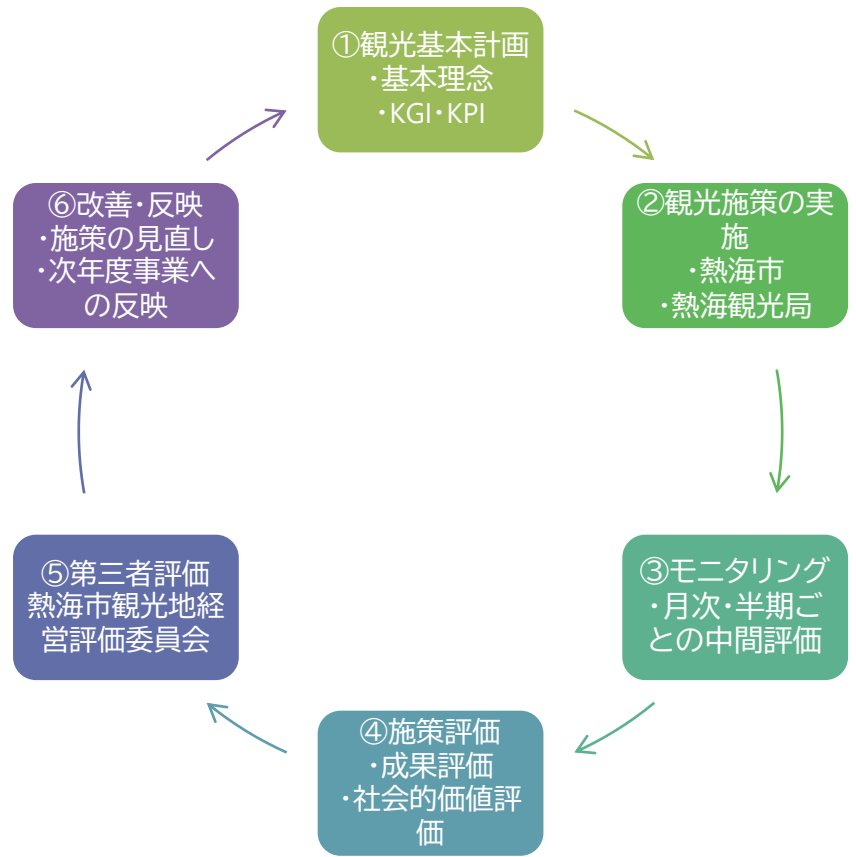 ①観光基本計画
・基本理念
・KGI・KPI
②観光施策の実
施
・熱海市
・熱海観光局
③モニタリング
・月次・半期ご
との中間評価
④施策評価
・成果評価
・社会的価値評
価
⑤第三者評価
熱海市観光地経
営評価委員会
⑥改善・反映
・施策の見直し
・次年度事業へ
の反映